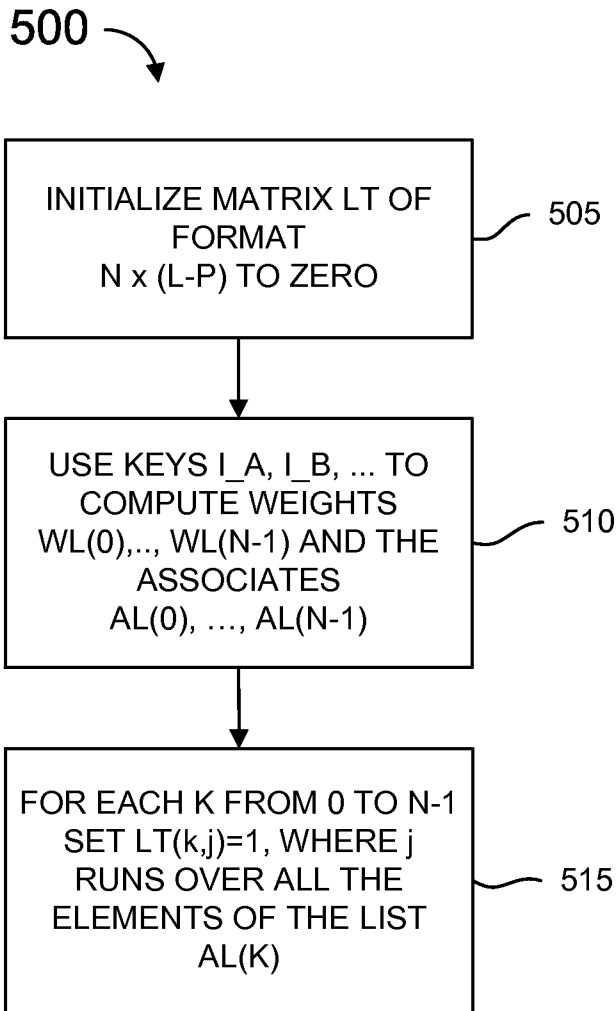 500
INITIALIZE MATRIX LT OF
FORMAT
N x (L-P) TO ZERO
505
USE KEYS I_A, I_B, ... TO
COMPUTE WEIGHTS
WL(0),.., WL(N-1) AND THE
ASSOCIATES
AL(0), ..., AL(N-1)
510
FOR EACH K FROM 0 TO N-1
SET LT(k,j)=1, WHERE j
RUNS OVER ALL THE
ELEMENTS OF THE LIST
AL(K)
515